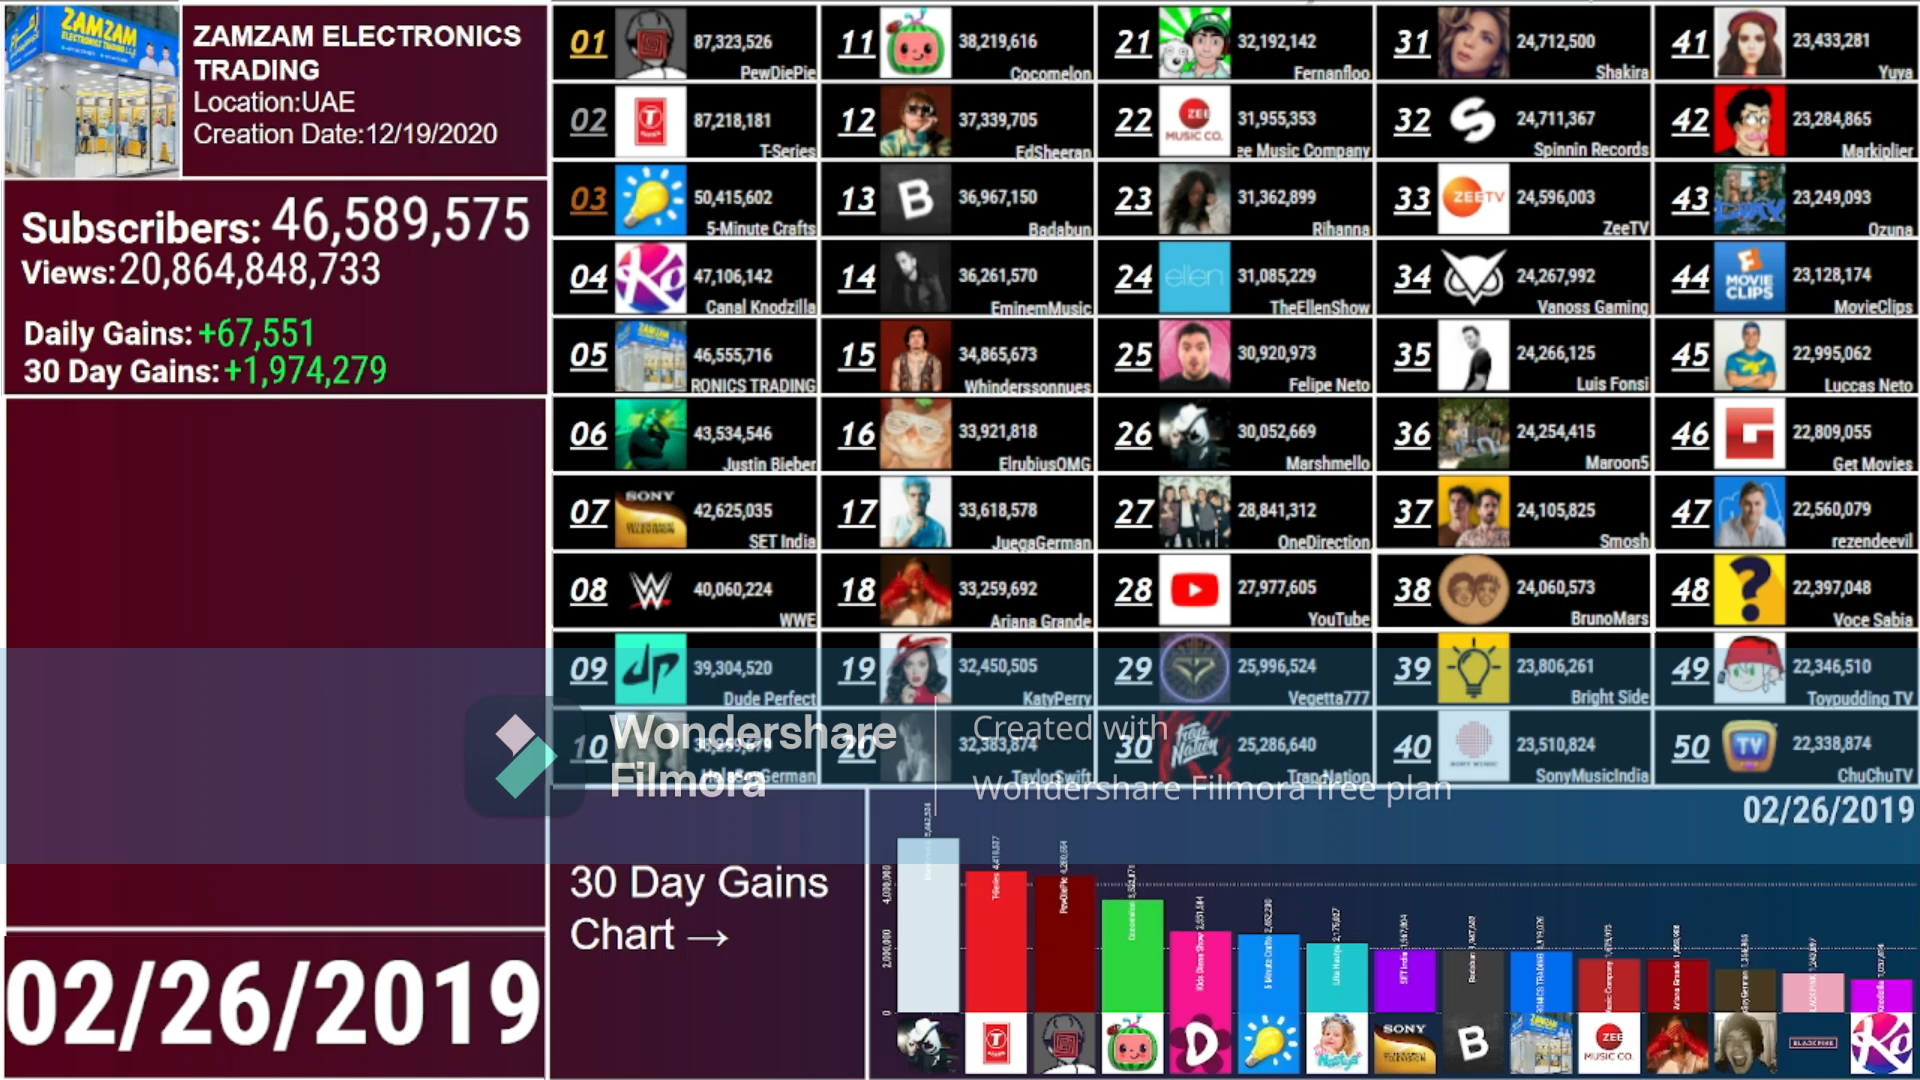 ZAMZAM ELECTRONICS
TRADING
Location:UAE
Creation Date:12/19/2020
Subscribers: 46,589,575
Views:20,864,848,733
Daily Gains: +67,551
30 Day Gains: +1,974,279
02/26/2019
01 87,323,526 PewDiePie
02 87,218,181 T-Series
03 50,415,602 5-Minute Crafts
04 47,106,142 Canal Kondzilla
05 46,555,716 RONICS TRADING
06 43,534,546 Justin Bieber
07 42,625,035 SET India
08 40,060,224 WWE
09 39,304,520 Dude Perfect
10
11 38,219,616 Cocomelon
12 37,339,705 EdSheeran
13 36,967,150 Badabun
14 36,261,570 EminemMusic
15 34,865,673 Whinderssonnues
16 33,921,818 ElrubiusOMG
17 33,618,578 JuegaGerman
18 33,259,692 Ariana Grande
19 32,450,505 KatyPerry
20 32,383,874 TaylorSwift
21 32,192,142 Fernanfloo
22 31,955,353 ee Music Company
23 31,362,899 Rihanna
24 31,085,229 TheEllenShow
25 30,920,973 Felipe Neto
26 30,052,669 Marshmello
27 28,841,312 OneDirection
28 27,977,605 YouTube
29 25,996,524 Vegetta777
30 25,286,640 Trap Nation
31 24,712,500 Shakira
32 24,711,367 Spinnin Records
33 24,596,003 ZeeTV
34 24,267,992 Vanoss Gaming
35 24,266,125 Luis Fonsi
36 24,254,415 Maroon5
37 24,105,825 Smosh
38 24,060,573 BrunoMars
39 23,806,261 Bright Side
40 23,510,824 SonyMusicIndia
41 23,433,281 Yuya
42 23,284,865 Markiplier
43 23,249,093 Ozuna
44 23,128,174 MovieClips
45 22,995,062 Luccas Neto
46 22,809,055 Get Movies
47 22,560,079 rezendeevil
48 22,397,048 Voce Sabia
49 22,346,510 Toypudding TV
50 22,338,874 ChuChuTV
Wondershare
Filmora
Created with
Wondershare Filmora free plan
30 Day Gains
Chart →
02/26/2019
4,000,000
2,000,000
0